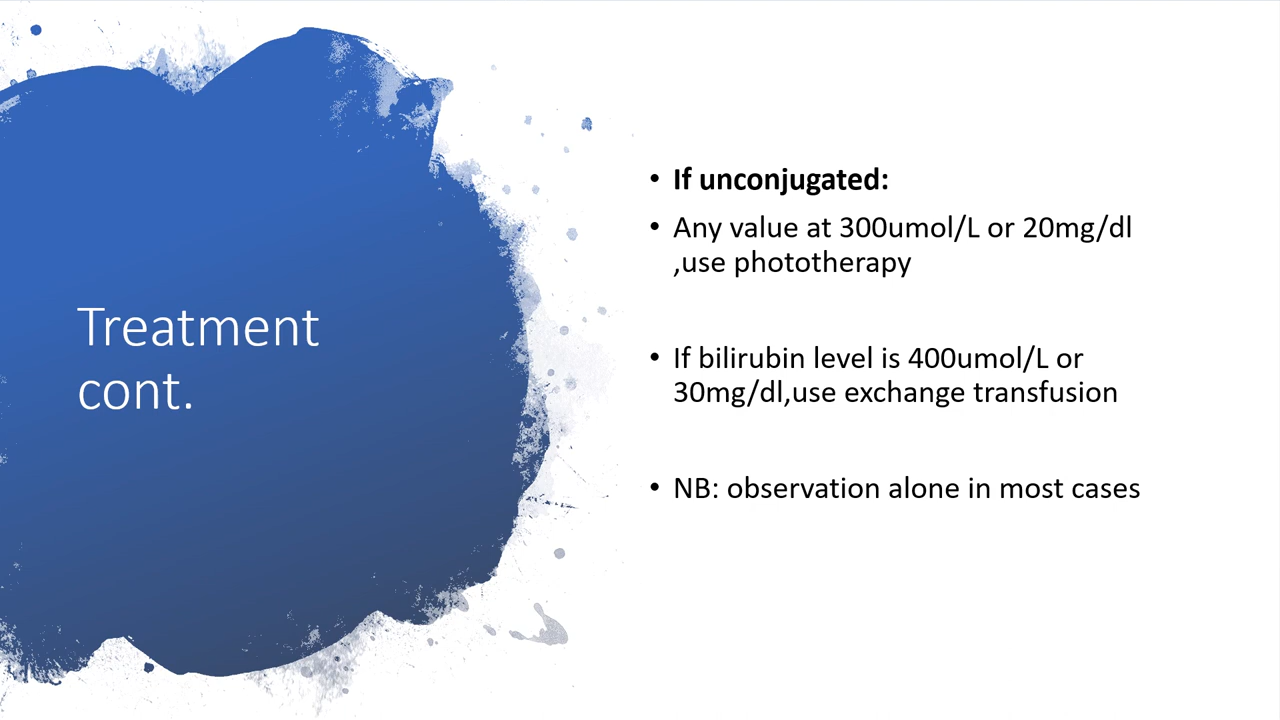 Treatment
cont.
• If unconjugated:
• Any value at 300umol/L or 20mg/dl
,use phototherapy
• If bilirubin level is 400umol/L or
30mg/dl,use exchange transfusion
• NB: observation alone in most cases